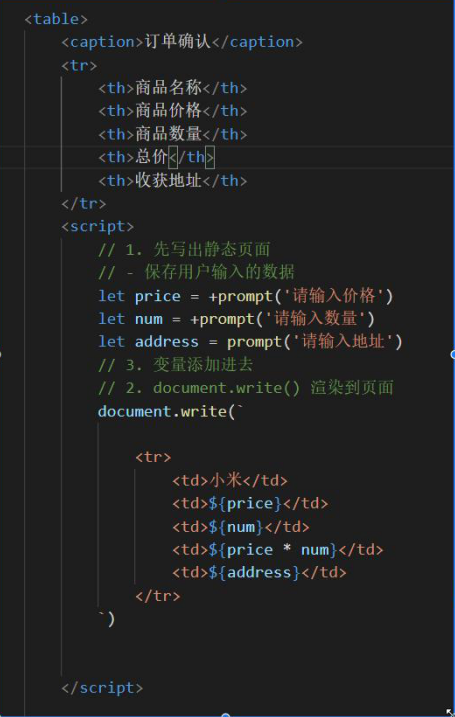 <table>
<caption>订单确认</caption>
<tr>
<th>商品名称</th>
<th>商品价格</th>
<th>商品数量</th>
<th>总价</th>
<th>收获地址</th>
</tr>
<script>
// 1. 先写出静态页面
// - 保存用户输入的数据
let price = +prompt('请输入价格')
let num = +prompt('请输入数量')
let address = prompt('请输入地址')
// 3. 变量添加进去
// 2. document.write() 渲染到页面
document.write(`
<tr>
<td>小米</td>
<td>${price}</td>
<td>${num}</td>
<td>${price * num}</td>
<td>${address}</td>
</tr>
`)
</script>